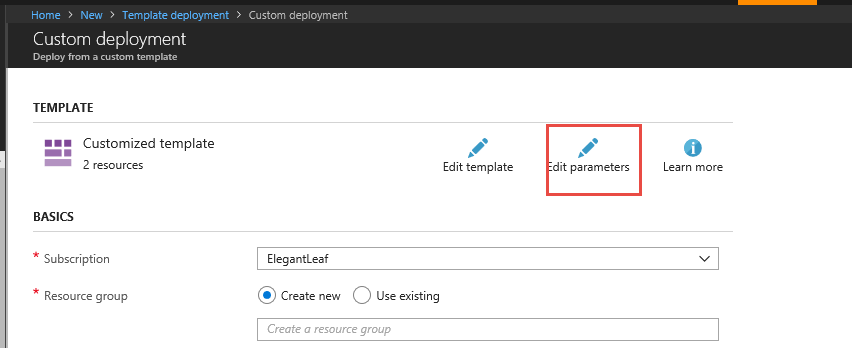 Home > New > Template deployment > Custom deployment
Custom deployment
Deploy from a custom template
TEMPLATE
Customized template
2 resources
Edit template
Edit parameters
Learn more
BASICS
* Subscription
ElegantLeaf
* Resource group
Create new
Use existing
Create a resource group